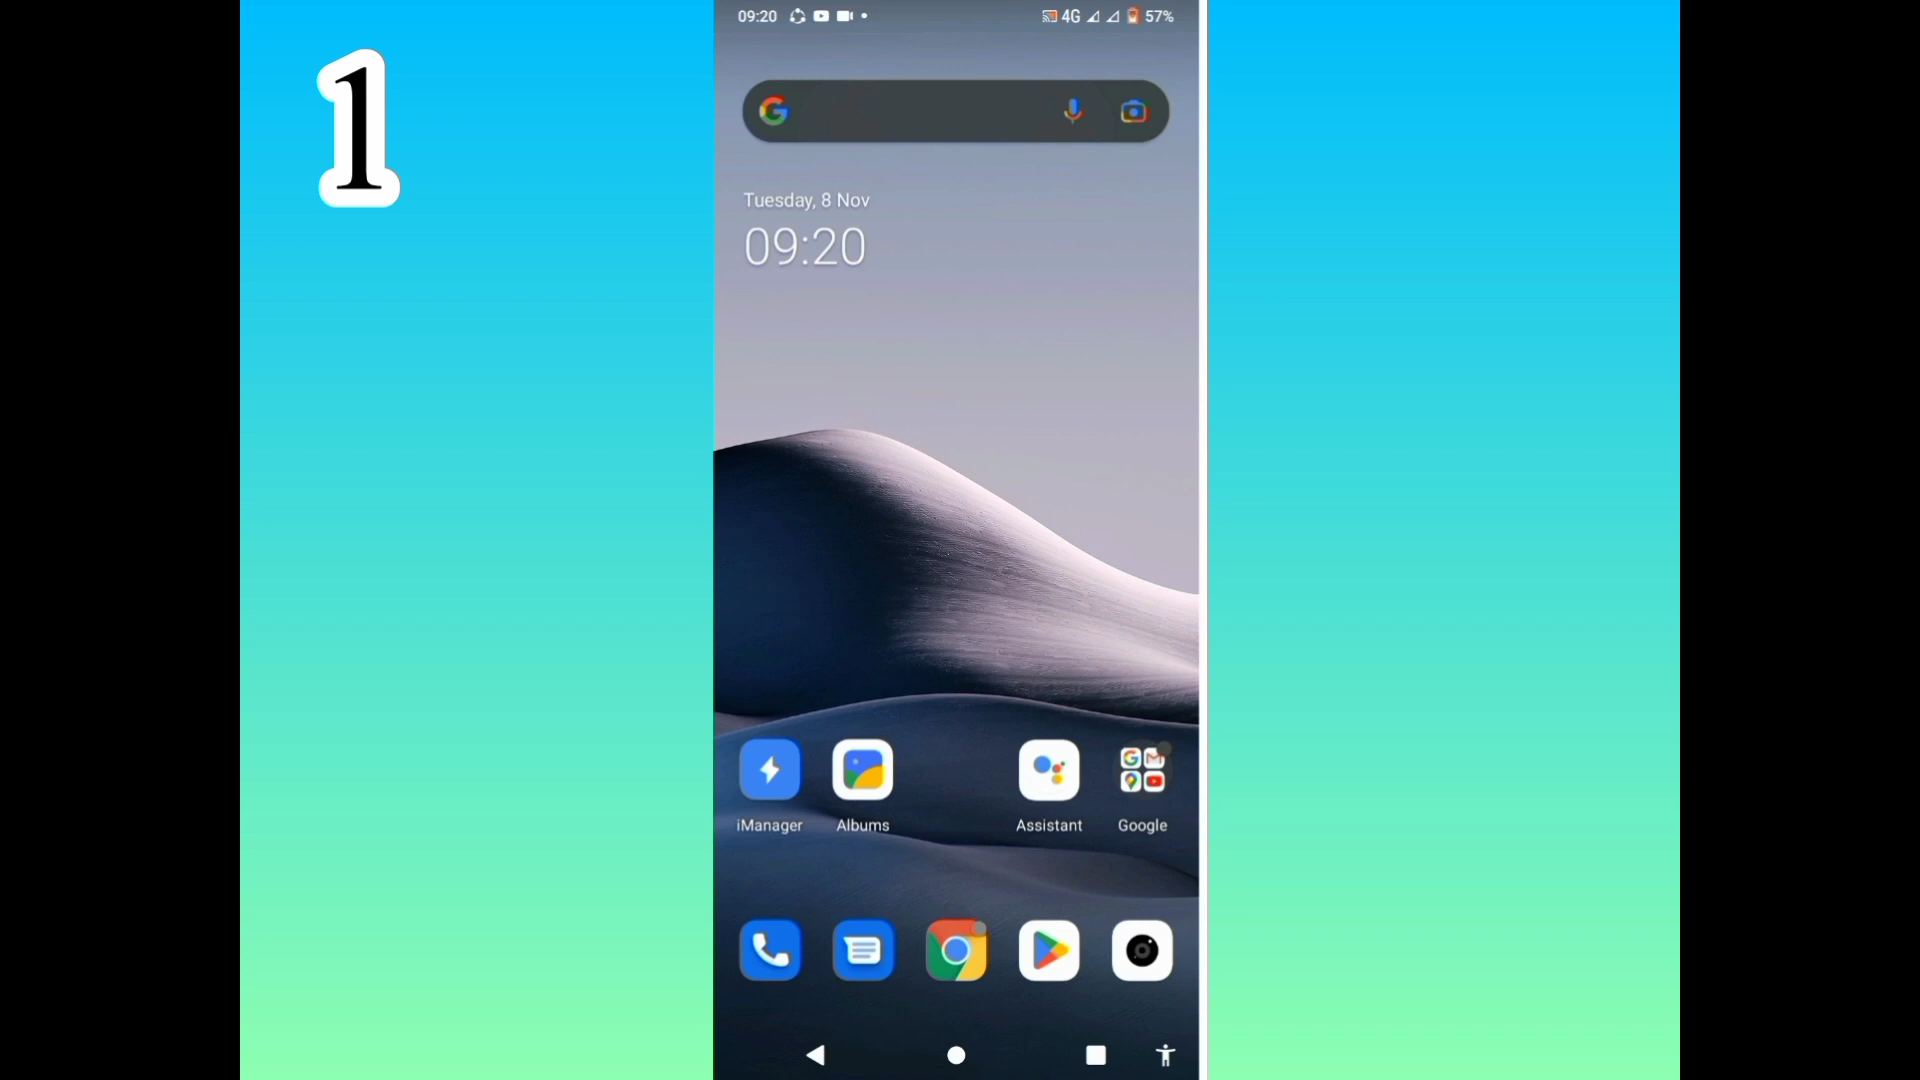 1
09:20
4G
57%
Tuesday, 8 Nov
09:20
iManager
Albums
Assistant
Google